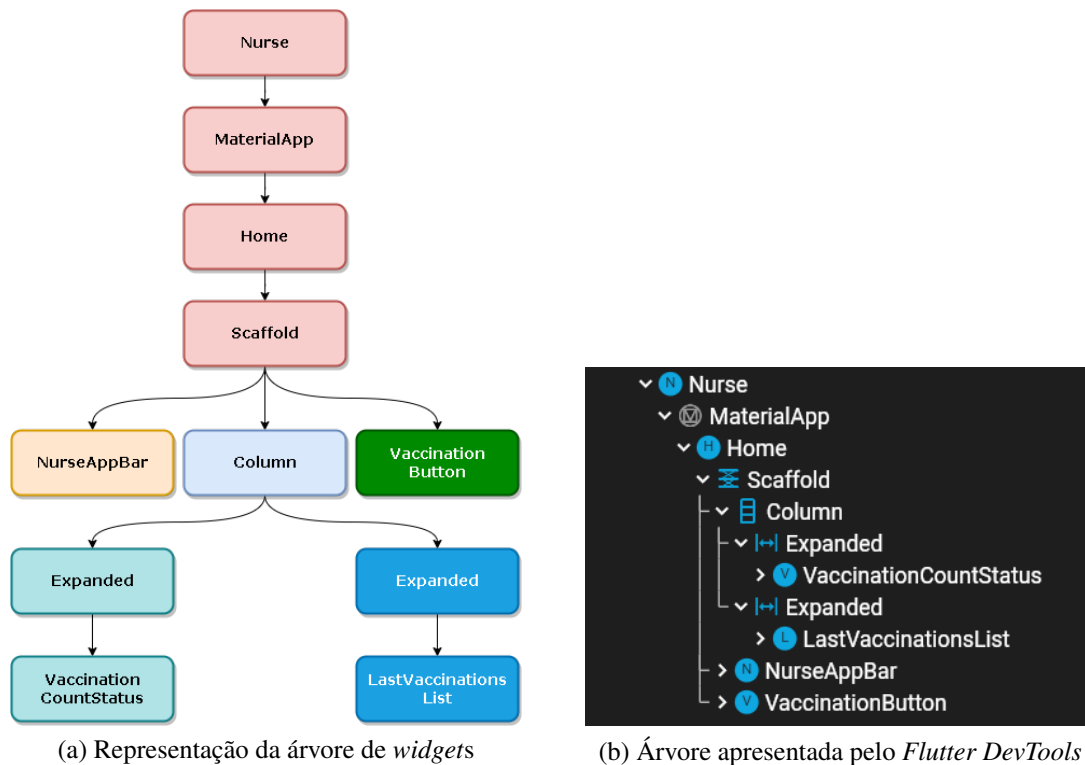 Nurse
MaterialApp
Home
Scaffold
NurseAppBar
Column
Vaccination
Button
Expanded
Expanded
Vaccination
CountStatus
LastVaccinations
List
(a) Representação da árvore de widgets
N Nurse
MaterialApp
H Home
Scaffold
Column
Expanded
V VaccinationCountStatus
Expanded
L LastVaccinationsList
N NurseAppBar
V VaccinationButton
(b) Árvore apresentada pelo Flutter DevTools